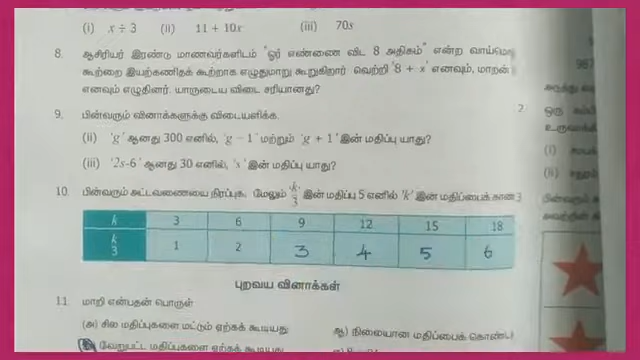 (i) x ÷ 3 (ii) 11 + 10x (iii) 70s
8. ஆசிரியர் இரண்டு மாணவர்களிடம் "ஓர் எண்ணை விட 8 அதிகம்" என்ற
கூற்றை இயற்கணிதக் கூற்றாக எழுதுமாறு கூறுகிறார். வெற்றி '8 + x' எனவும், மாறன்
எனவும் எழுதினர். யாருடைய விடை சரியானது?
9. பின்வரும் வினாக்களுக்கு விடையளிக்க.
(ii) 'g' ஆனது 300 எனில், 'g − 1' மற்றும் 'g + 1' இன் மதிப்பு யாது?
(iii) '2s-6' ஆனது 30 எனில், 's' இன் மதிப்பு யாது?
10. பின்வரும் அட்டவணையை நிரப்புக. மேலும் 'k/3' இன் மதிப்பு 5 எனில் 'k' இன் மதிப்பைக் காண
k 3 6 9 12 15 18
k/3 1 2 3 4 5 6
புறவய வினாக்கள்
11. மாறி என்பதன் பொருள்
(அ) சில மதிப்புகளை மட்டும் ஏற்கக் கூடியது ஆ) நிலையான மதிப்பைக்
வேறுபட்ட மதிப்புகளை ஏற்கக் கூடியது
987
2.
ஒரு
(i)
(ii)
3